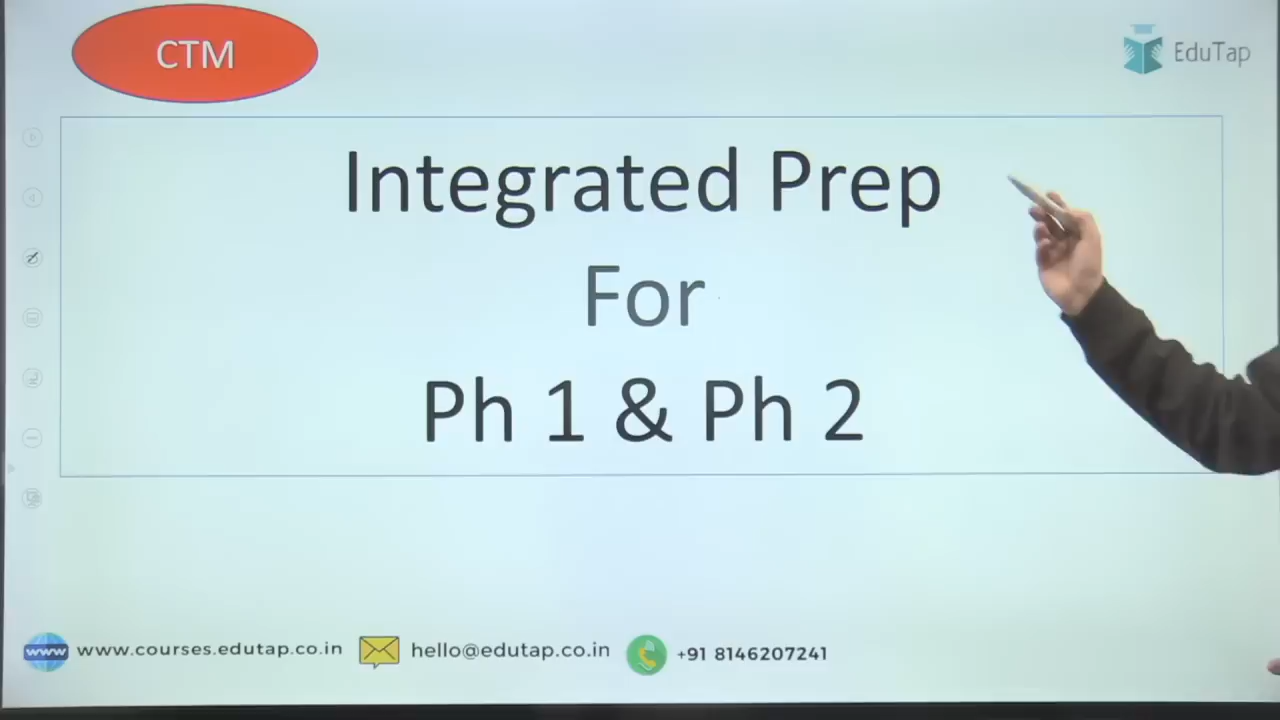 CTM
EduTap
Integrated Prep
For
Ph 1 & Ph 2
www www.courses.edutap.co.in hello@edutap.co.in +91 8146207241